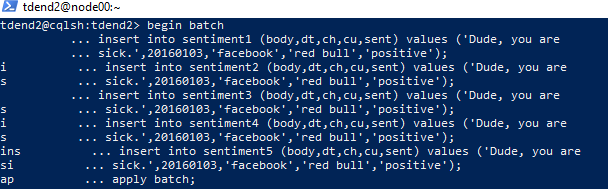 tdend2@node00:~
tdend2@cqlsh:tdend2> begin batch
... insert into sentiment1 (body,dt,ch,cu,sent) values ('Dude, you are
... sick.',20160103,'facebook','red bull','positive');
i ... insert into sentiment2 (body,dt,ch,cu,sent) values ('Dude, you are
s ... sick.',20160103,'facebook','red bull','positive');
... insert into sentiment3 (body,dt,ch,cu,sent) values ('Dude, you are
s ... sick.',20160103,'facebook','red bull','positive');
i ... insert into sentiment4 (body,dt,ch,cu,sent) values ('Dude, you are
s ... sick.',20160103,'facebook','red bull','positive');
ins ... insert into sentiment5 (body,dt,ch,cu,sent) values ('Dude, you are
si ... sick.',20160103,'facebook','red bull','positive');
ap ... apply batch;